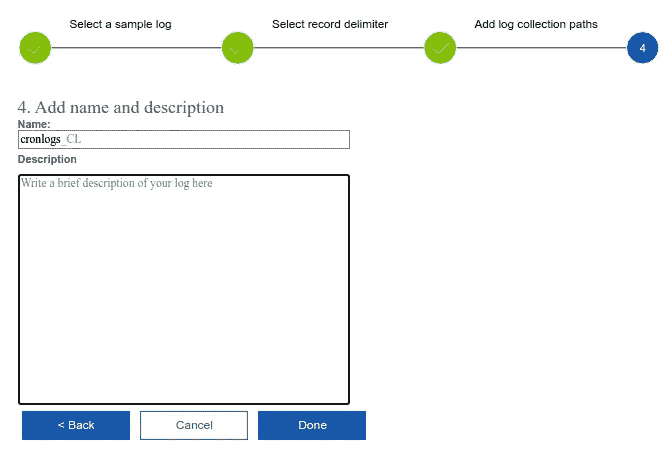 Select a sample log
Select record delimiter
Add log collection paths
4
4. Add name and description
Name:
cronlogs_CL
Description
Write a brief description of your log here
< Back
Cancel
Done